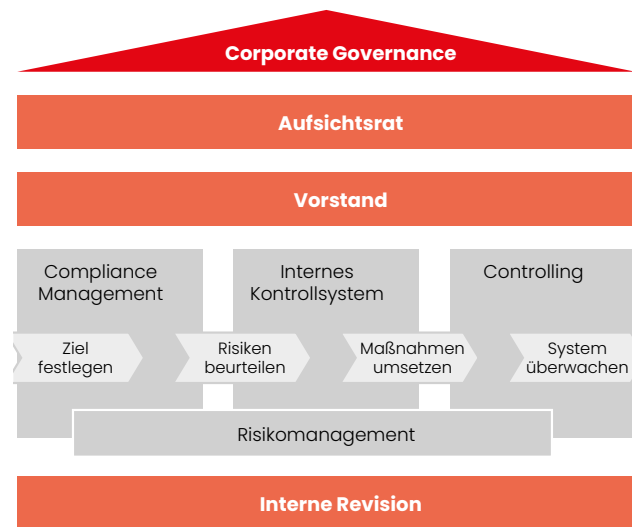 Corporate Governance
Aufsichtsrat
Vorstand
Compliance
Management
Internes
Kontrollsystem
Controlling
Ziel
festlegen
Risiken
beurteilen
Maßnahmen
umsetzen
System
überwachen
Risikomanagement
Interne Revision